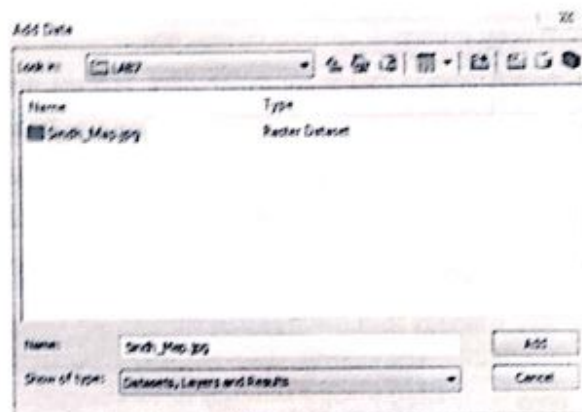 Add Data
Look in: LAB7
Name Type
Sindh_Map.jpg Raster Dataset
Name: Sindh_Map.jpg Add
Show of type: Datasets, Layers and Results Cancel